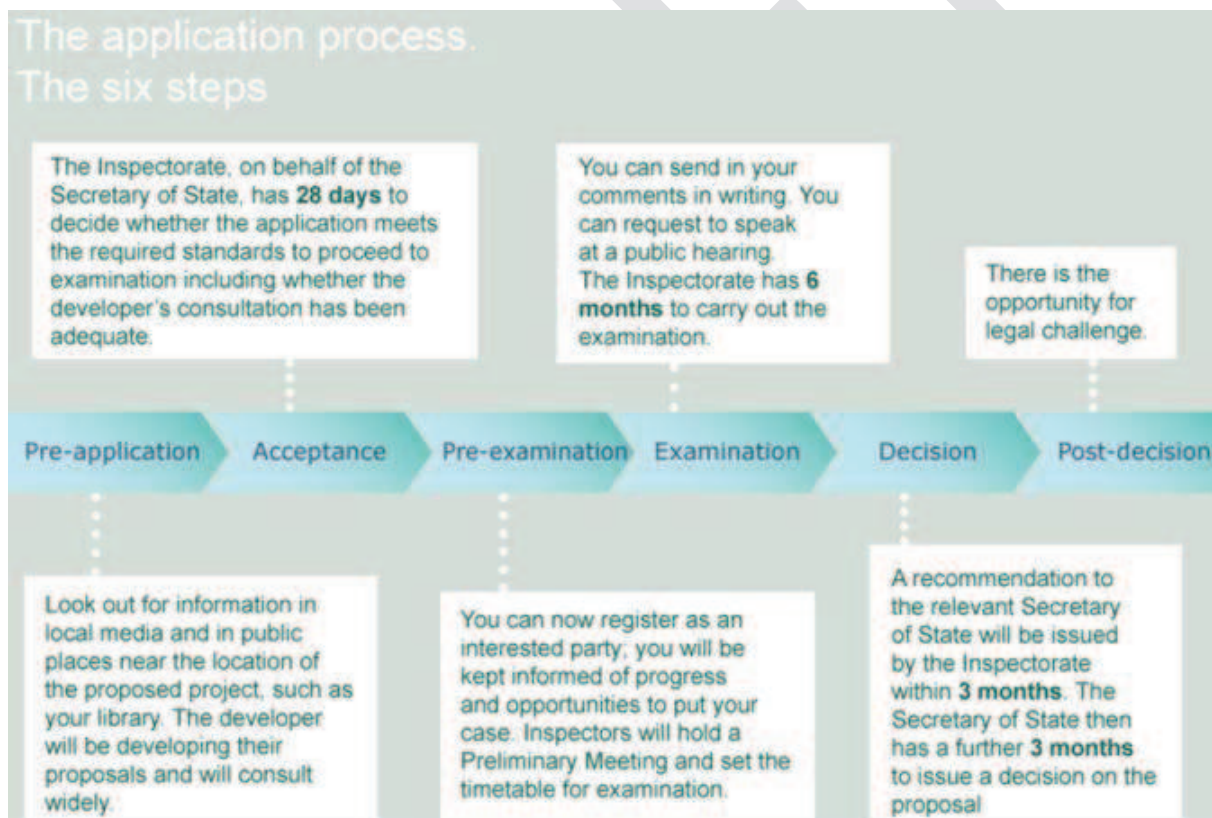 The application process.
The six steps
The Inspectorate, on behalf of the
Secretary of State, has 28 days to
decide whether the application meets
the required standards to proceed to
examination including whether the
developer's consultation has been
adequate.
You can send in your
comments in writing. You
can request to speak
at a public hearing.
The Inspectorate has 6
months to carry out the
examination.
There is the
opportunity for
legal challenge.
Pre-application
Acceptance
Pre-examination
Examination
Decision
Post-decision
Look out for information in
local media and in public
places near the location of
the proposed project, such as
your library. The developer
will be developing their
proposals and will consult
widely.
You can now register as an
interested party; you will be
kept informed of progress
and opportunities to put your
case. Inspectors will hold a
Preliminary Meeting and set the
timetable for examination.
A recommendation to
the relevant Secretary
of State will be issued
by the Inspectorate
within 3 months. The
Secretary of State then
has a further 3 months
to issue a decision on the
proposal